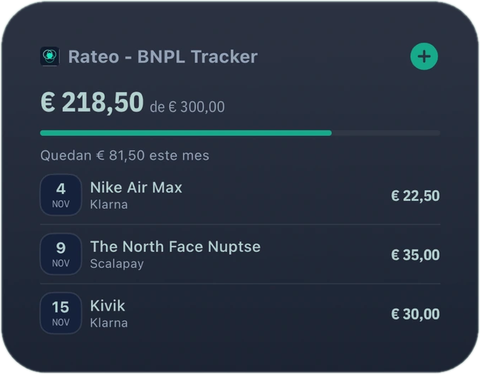 Rateo - BNPL Tracker
€ 218,50 de € 300,00
Quedan € 81,50 este mes
4 NOV
Nike Air Max
Klarna
€ 22,50
9 NOV
The North Face Nuptse
Scalapay
€ 35,00
15 NOV
Kivik
Klarna
€ 30,00